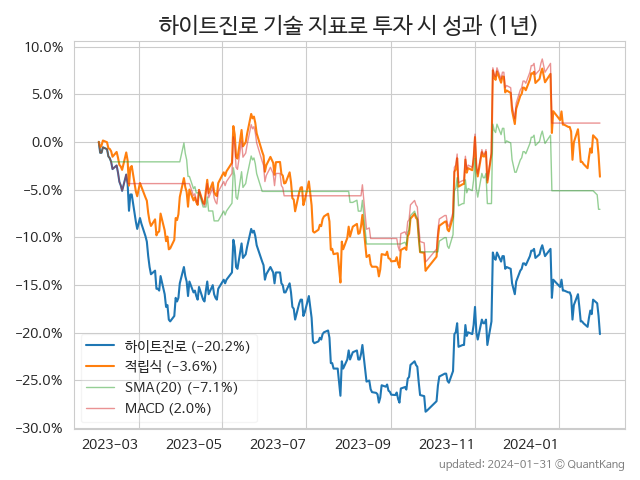 하이트진로 기술 지표로 투자 시 성과 (1년)
10.0%
5.0%
0.0%
−5.0%
−10.0%
−15.0%
−20.0%
−25.0%
−30.0%
하이트진로 (−20.2%)
적립식 (−3.6%)
SMA(20) (−7.1%)
MACD (2.0%)
2023-03 2023-05 2023-07 2023-09 2023-11 2024-01
updated: 2024-01-31 © QuantKang